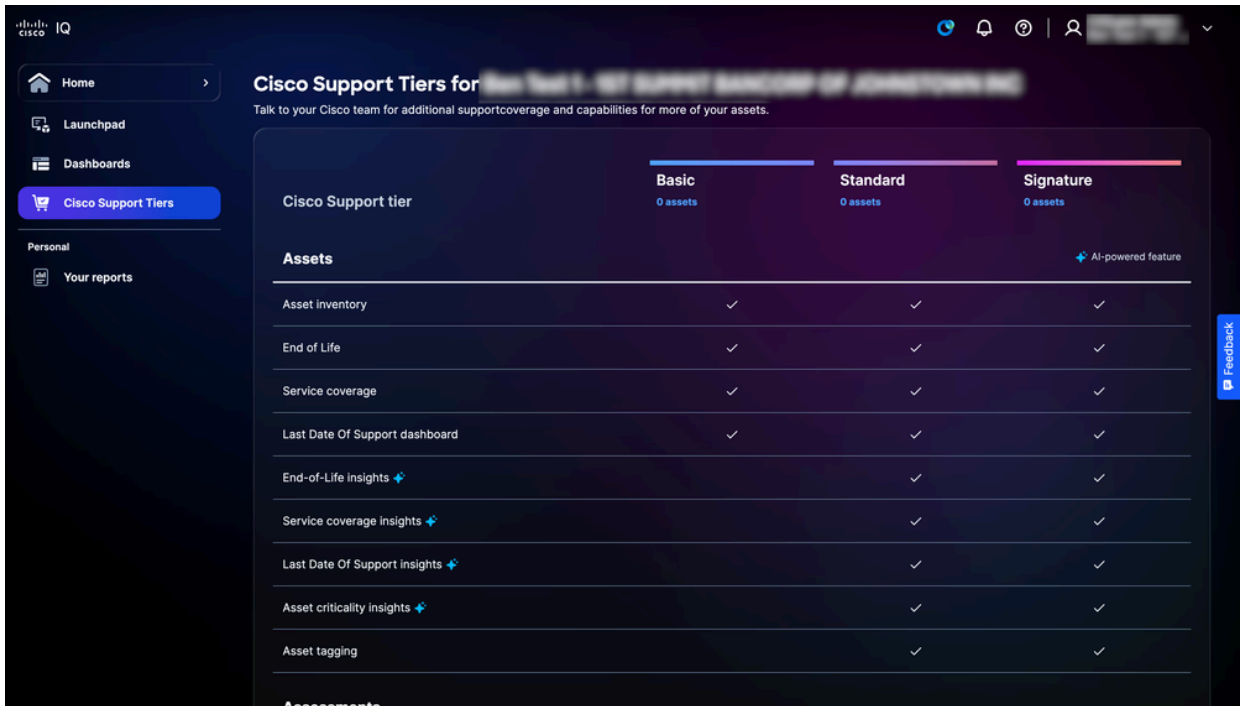 cisco IQ
Home
Launchpad
Dashboards
Cisco Support Tiers
Personal
Your reports
Cisco Support Tiers for
Talk to your Cisco team for additional supportcoverage and capabilities for more of your assets.
Cisco Support tier
Basic
0 assets
Standard
0 assets
Signature
0 assets
Assets
AI-powered feature
Asset inventory
End of Life
Service coverage
Last Date Of Support dashboard
End-of-Life insights
Service coverage insights
Last Date Of Support insights
Asset criticality insights
Asset tagging
Assessments
Feedback